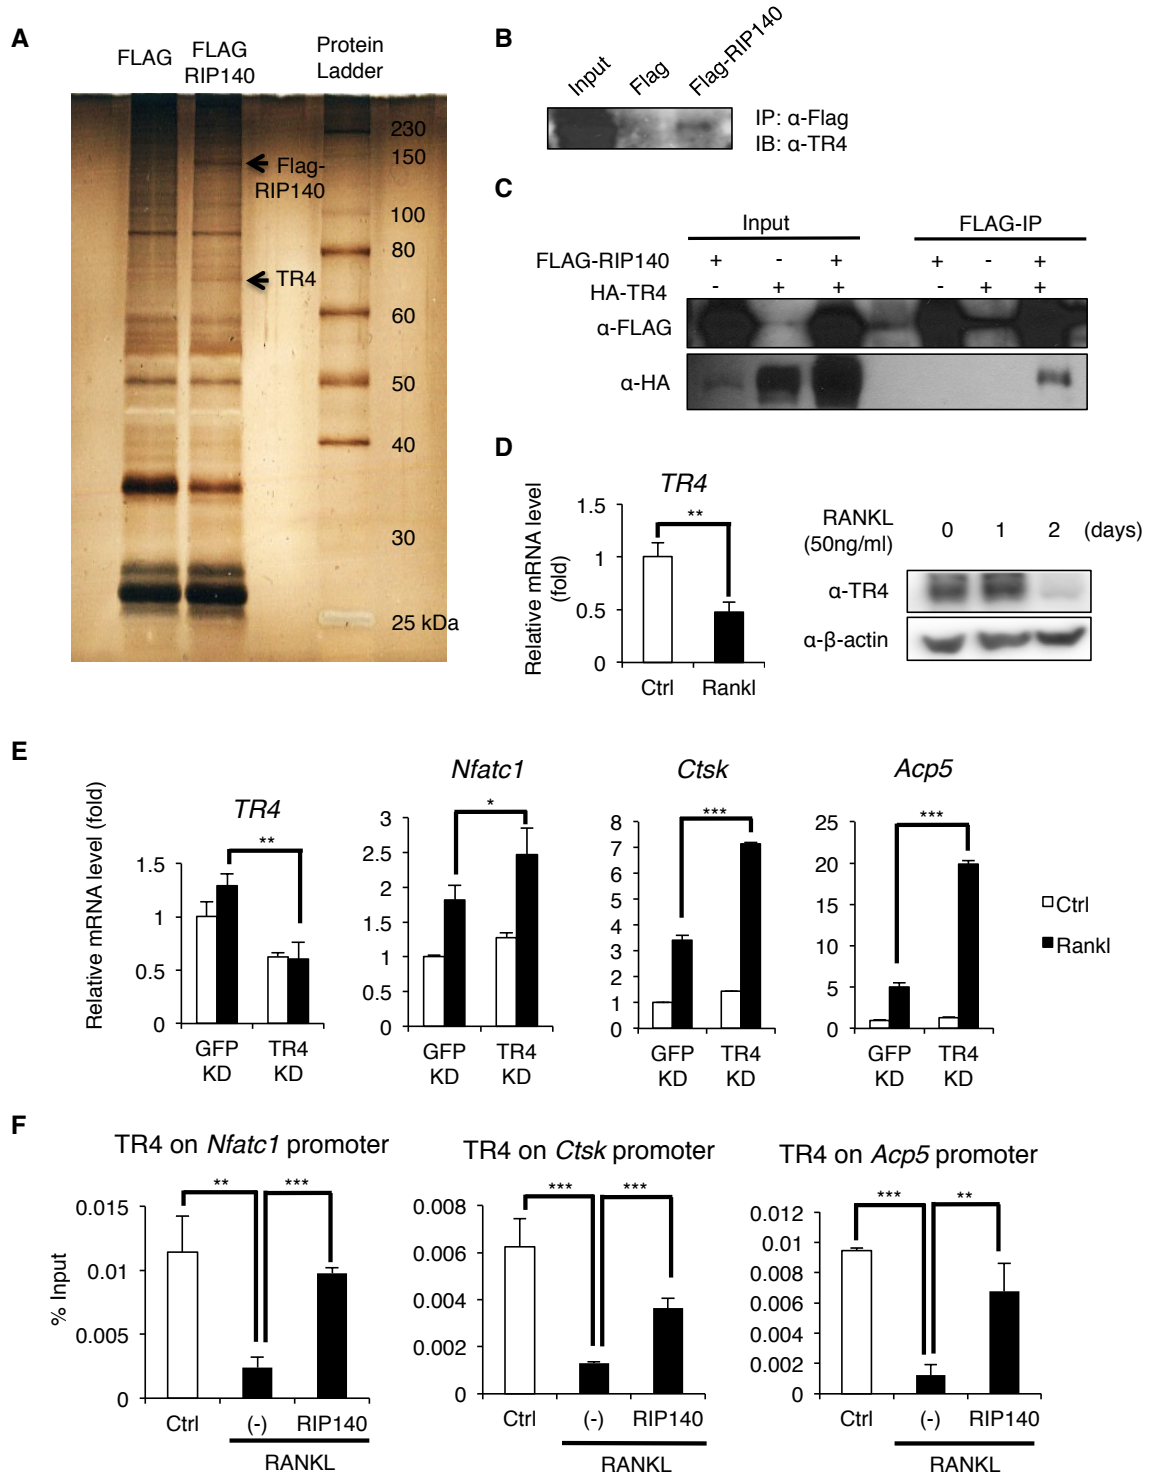 A
FLAG
FLAG
RIP140
Protein
Ladder
230
150
100
80
60
50
40
30
25 kDa
Flag-
RIP140
TR4
B
Input
Flag
Flag-RIP140
IP: α-Flag
IB: α-TR4
C
Input
FLAG-IP
FLAG-RIP140 + - + + - +
HA-TR4 - + + - + +
α-FLAG
α-HA
D
TR4
Relative mRNA level
(fold)
1.5
1
0.5
0
**
Ctrl
Rankl
RANKL
(50ng/ml)
0 1 2 (days)
α-TR4
α-β-actin
E
Relative mRNA level (fold)
TR4
**
1.5
1
0.5
0
GFP
KD
TR4
KD
Nfatc1
*
3
2.5
2
1.5
1
0.5
0
GFP
KD
TR4
KD
Ctsk
***
8
7
6
5
4
3
2
1
0
GFP
KD
TR4
KD
Acp5
***
25
20
15
10
5
0
GFP
KD
TR4
KD
Ctrl
Rankl
F
TR4 on Nfatc1 promoter
** ***
% Input
0.015
0.01
0.005
0
Ctrl (-) RIP140
RANKL
TR4 on Ctsk promoter
*** ***
0.008
0.006
0.004
0.002
0
Ctrl (-) RIP140
RANKL
TR4 on Acp5 promoter
*** **
0.012
0.01
0.008
0.006
0.004
0.002
0
Ctrl (-) RIP140
RANKL